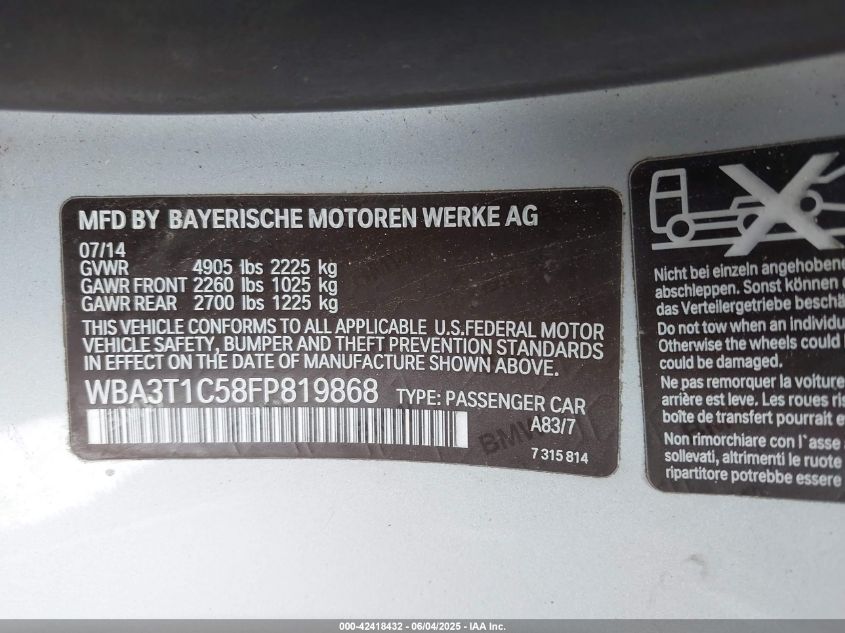 MFD BY BAYERISCHE MOTOREN WERKE AG
07/14
GVWR 4905 lbs 2225 kg
GAWR FRONT 2260 lbs 1025 kg
GAWR REAR 2700 lbs 1225 kg
THIS VEHICLE CONFORMS TO ALL APPLICABLE U.S.FEDERAL MOTOR
VEHICLE SAFETY, BUMPER AND THEFT PREVENTION STANDARDS
IN EFFECT ON THE DATE OF MANUFACTURE SHOWN ABOVE.
WBA3T1C58FP819868 TYPE: PASSENGER CAR
A83/7
BMW
7 315 814
Nicht bei einzeln angehobene
abschleppen. Sonst können
das Verteilergetriebe beschä
Do not tow when an individu
Otherwise the wheels could
could be damaged.
Ne pas remorquer la voiture
arrière est leve. Les roues
boîte de transfert pourrait e
Non rimorchiare con l`asse
sollevati, altrimenti le ruote
ripartitore potrebbe essere
000-42418432 - 06/04/2025 - IAA Inc.